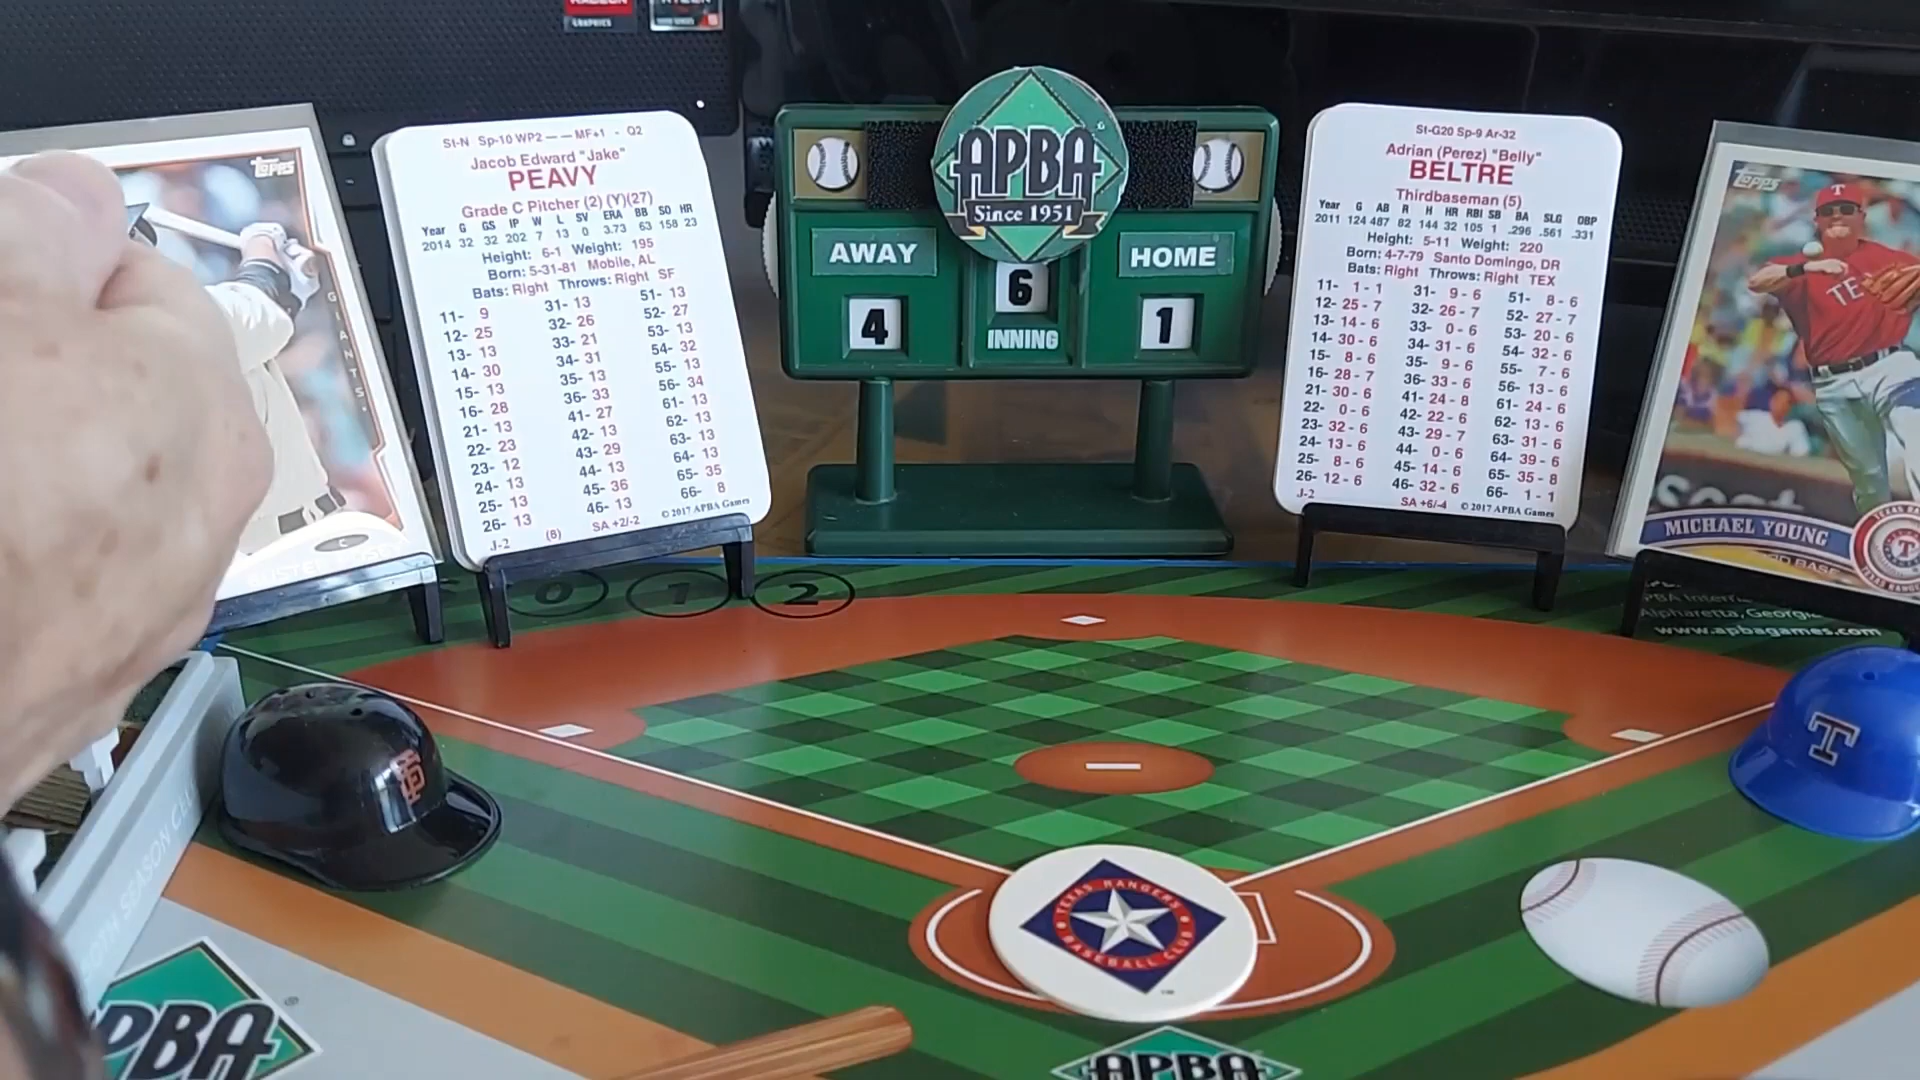 GRAPHICS
Topps
GIANTS
St-N Sp-10 WP2 — — MF+1 - Q2
Jacob Edward "Jake"
PEAVY
Grade C Pitcher (2) (Y)(27)
Year G GS IP W L SV ERA BB SO HR
2014 32 32 202 7 13 0 3.73 63 158 23
Height: 6-1 Weight: 195
Born: 5-31-81 Mobile, AL
Bats: Right Throws: Right SF
11- 9 31- 13 51- 13
12- 25 32- 26 52- 27
13- 13 33- 21 53- 13
14- 30 34- 31 54- 32
15- 13 35- 13 55- 13
16- 28 36- 33 56- 34
21- 13 41- 27 61- 13
22- 23 42- 13 62- 13
23- 12 43- 29 63- 13
24- 13 44- 13 64- 13
25- 13 45- 36 65- 35
26- 13 46- 13 66- 8
J-2 (8) SA +2/-2 © 2017 APBA Games
APBA
Since 1951
AWAY
HOME
4
6
1
INNING
St-G20 Sp-9 Ar-32
Adrian (Perez) "Belly"
BELTRE
Thirdbaseman (5)
Year G AB R H HR RBI SB BA SLG OBP
2011 124 487 82 144 32 105 1 .296 .561 .331
Height: 5-11 Weight: 220
Born: 4-7-79 Santo Domingo, DR
Bats: Right Throws: Right TEX
11- 1 - 1 31- 9 - 6 51- 8 - 6
12- 25 - 7 32- 26 - 7 52- 27 - 7
13- 14 - 6 33- 0 - 6 53- 20 - 6
14- 30 - 6 34- 31 - 6 54- 32 - 6
15- 8 - 6 35- 9 - 6 55- 7 - 6
16- 28 - 7 36- 33 - 6 56- 13 - 6
21- 30 - 6 41- 24 - 8 61- 24 - 6
22- 0 - 6 42- 22 - 6 62- 13 - 6
23- 32 - 6 43- 29 - 7 63- 31 - 6
24- 13 - 6 44- 0 - 6 64- 39 - 6
25- 8 - 6 45- 14 - 6 65- 35 - 8
26- 12 - 6 46- 32 - 6 66- 1 - 1
J-2 SA +6/-4 © 2017 APBA Games
Topps
T
TE
MICHAEL YOUNG
T
0 1 2
Alpharetta, Georgia
www.apbagames.com
SF
T
SEASON
TEXAS RANGERS
BASEBALL CLUB
APBA
APBA